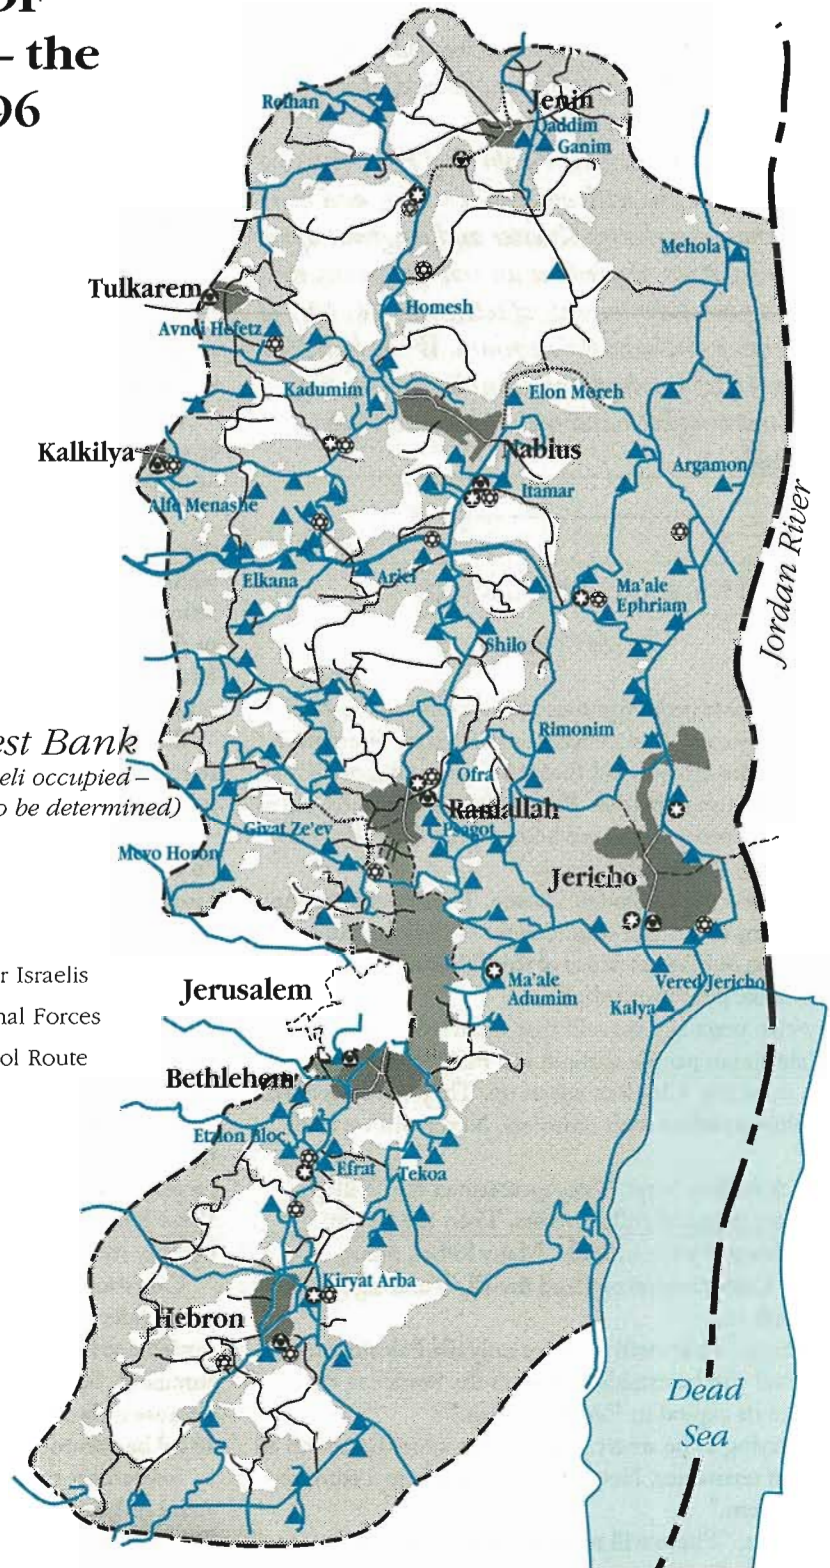 – the
96
Reihan
Jenin
Qaddim
Ganim
Mehola
Tulkarem
Avnei Hefetz
Homesh
Kadumim
Elon Moreh
Kalkilya
Nablus
Argamon
Alfe Menashe
Itamar
Elkana
Ariel
Ma'ale
Ephriam
Jordan River
Shilo
est Bank
eli occupied –
o be determined)
Rimonim
Ofra
Ramallah
Givat Ze'ev
Psagot
Mevo Horon
Jericho
r Israelis
nal Forces
ol Route
Jerusalem
Ma'ale
Adumim
Vered Jericho
Kalya
Bethlehem
Etzion Bloc
Efrat
Tekoa
Kiryat Arba
Hebron
Dead
Sea